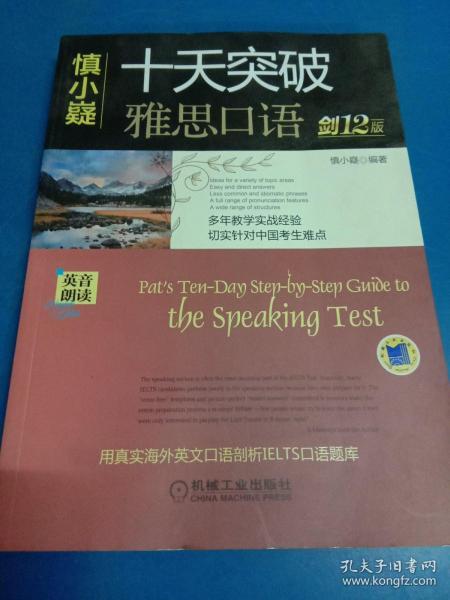 慎小嶷
十天突破
雅思口语 剑12版
慎小嶷◎编著
Ideas for a variety of topic areas
Easy and direct answers
Less common and idiomatic phrases
A full range of pronunciation features
A wide range of structures
多年教学实战经验
切实针对中国考生难点
英音
朗读
Pat's Ten-Day Step-by-Step Guide to
the Speaking Test
用真实海外英文口语剖析IELTS口语题库
机械工业出版社
CHINA MACHINE PRESS
孔夫子旧书网
www.kongfz.com